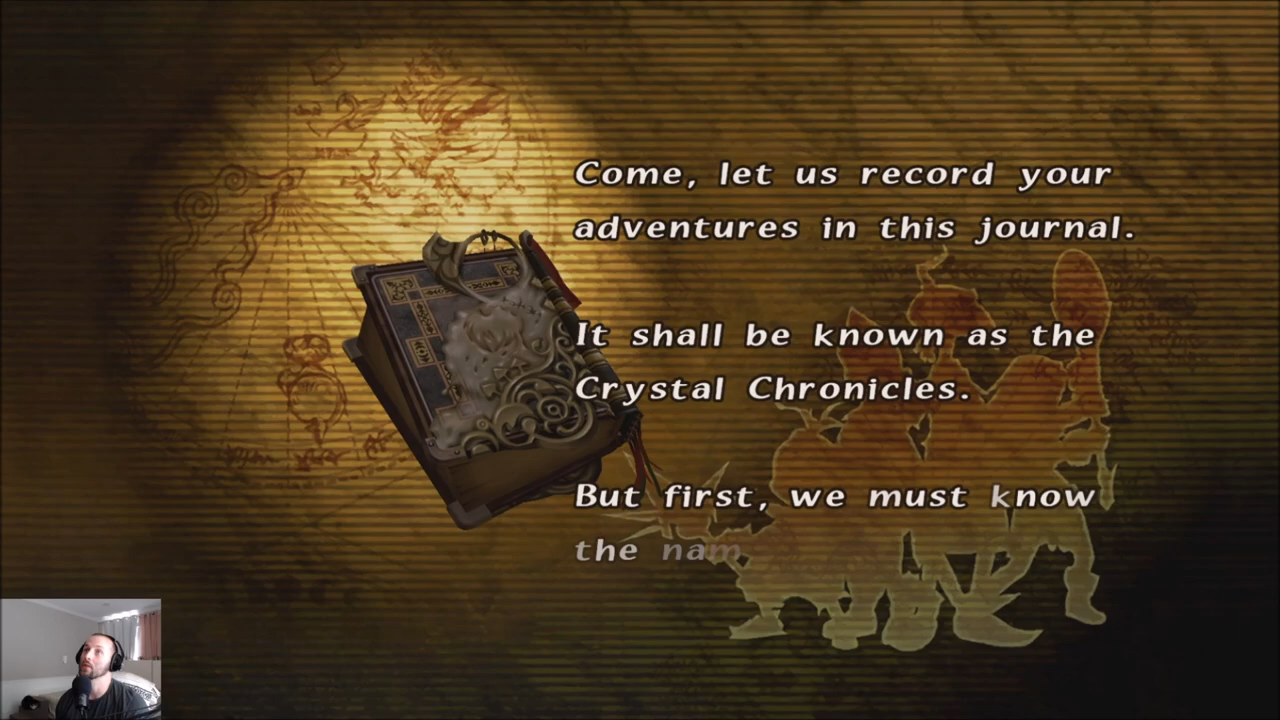 Come, let us record your
adventures in this journal.
It shall be known as the
Crystal Chronicles.
But first, we must know
the nam